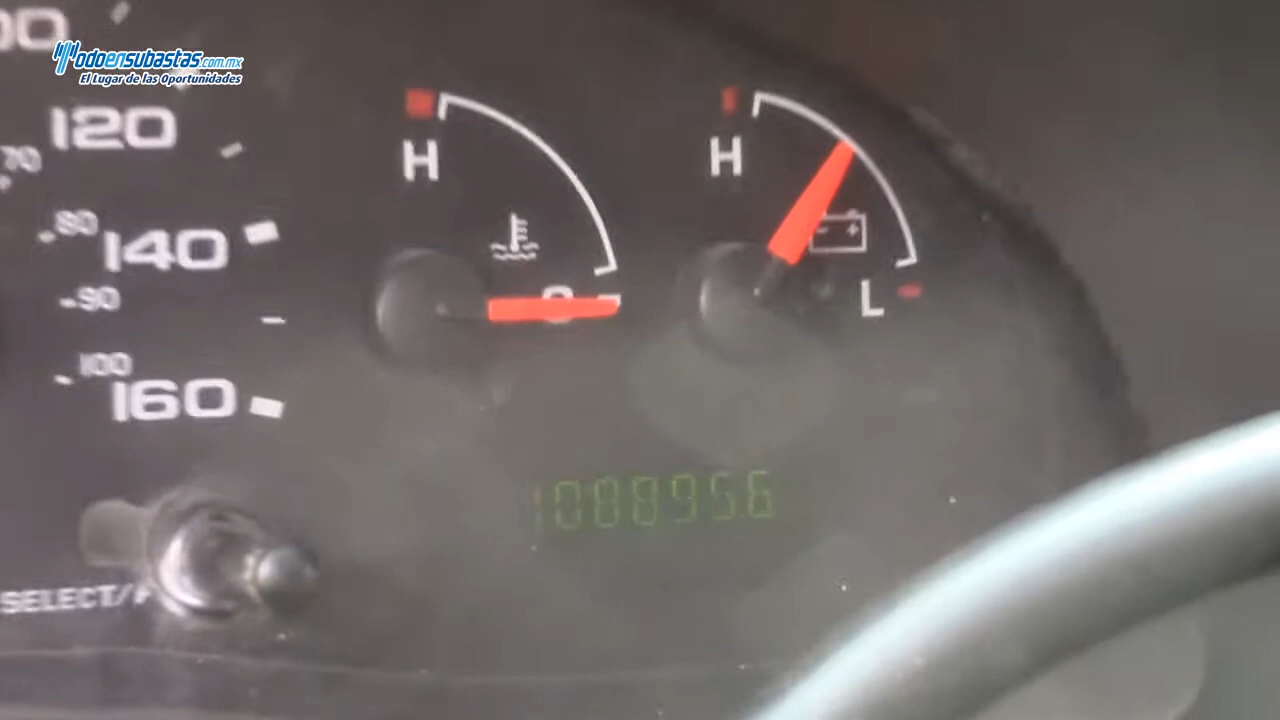 TodoenSubastas.com.mx
El Lugar de las Oportunidades
120
70
80
140
90
100
160
H
H
L
1088956
SELECT/